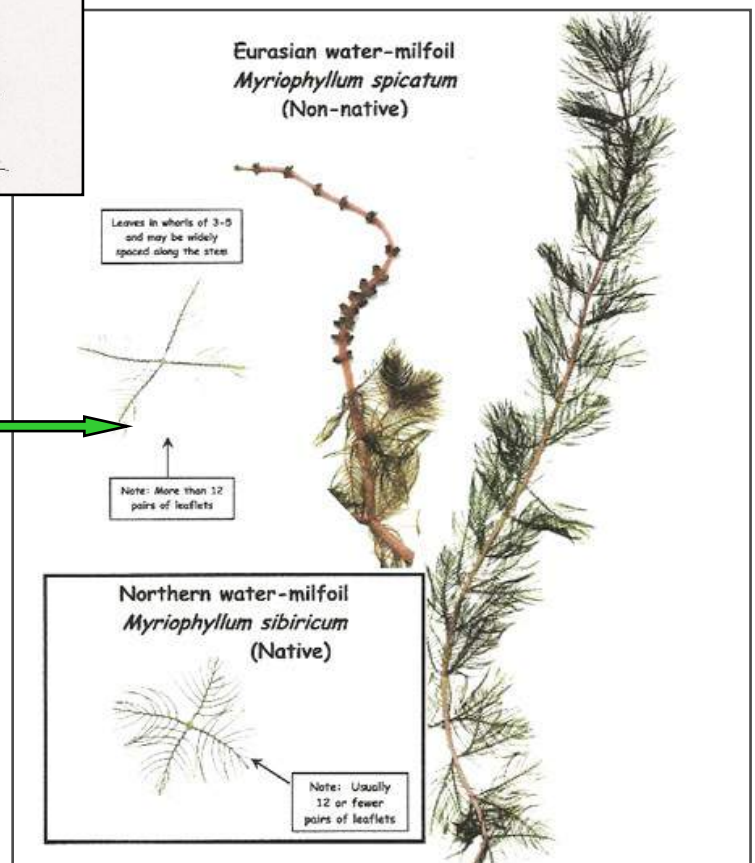 Eurasian water-milfoil
Myriophyllum spicatum
(Non-native)
Leaves in whorls of 3-5
and may be widely
spaced along the stem
Note: More than 12
pairs of leaflets
Northern water-milfoil
Myriophyllum sibiricum
(Native)
Note: Usually
12 or fewer
pairs of leaflets